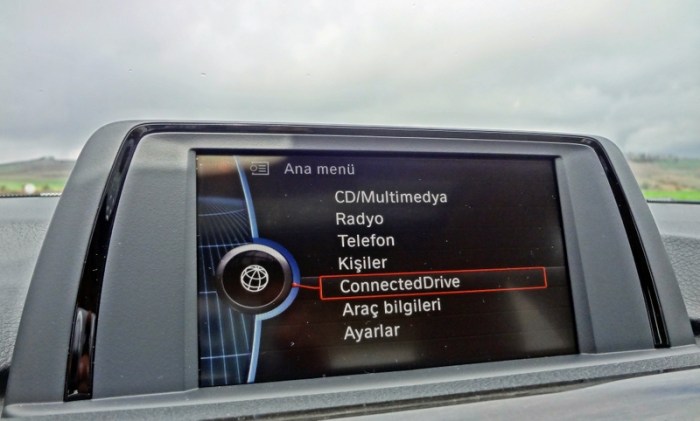 Ana menü
CD/Multimedya
Radyo
Telefon
Kişiler
ConnectedDrive
Araç bilgileri
Ayarlar